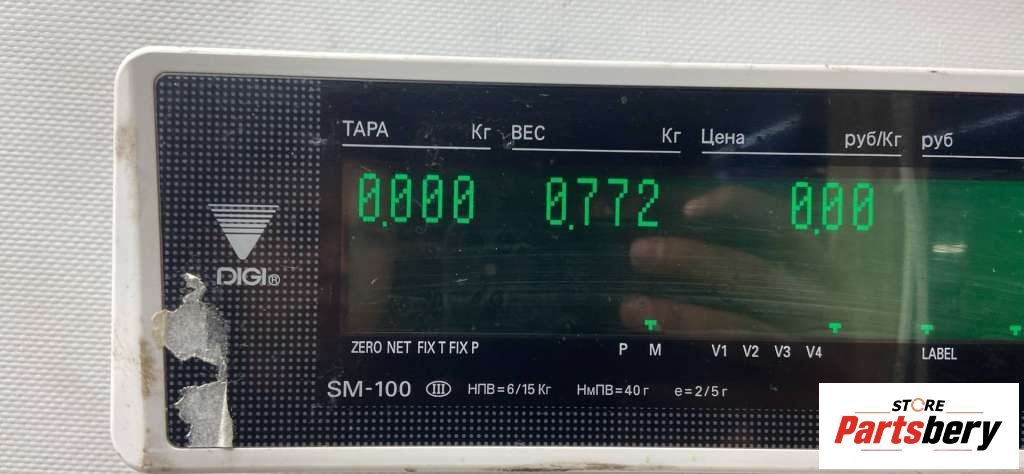 ТАРА Кг ВЕС Кг Цена руб/Кг руб
0.000 0.772 0.00
DIGI®
ZERO NET FIX T FIX P P M V1 V2 V3 V4 LABEL
SM-100 III НПВ=6/15 Кг НмПВ=40 г е=2/5 г
STORE
Partsbery